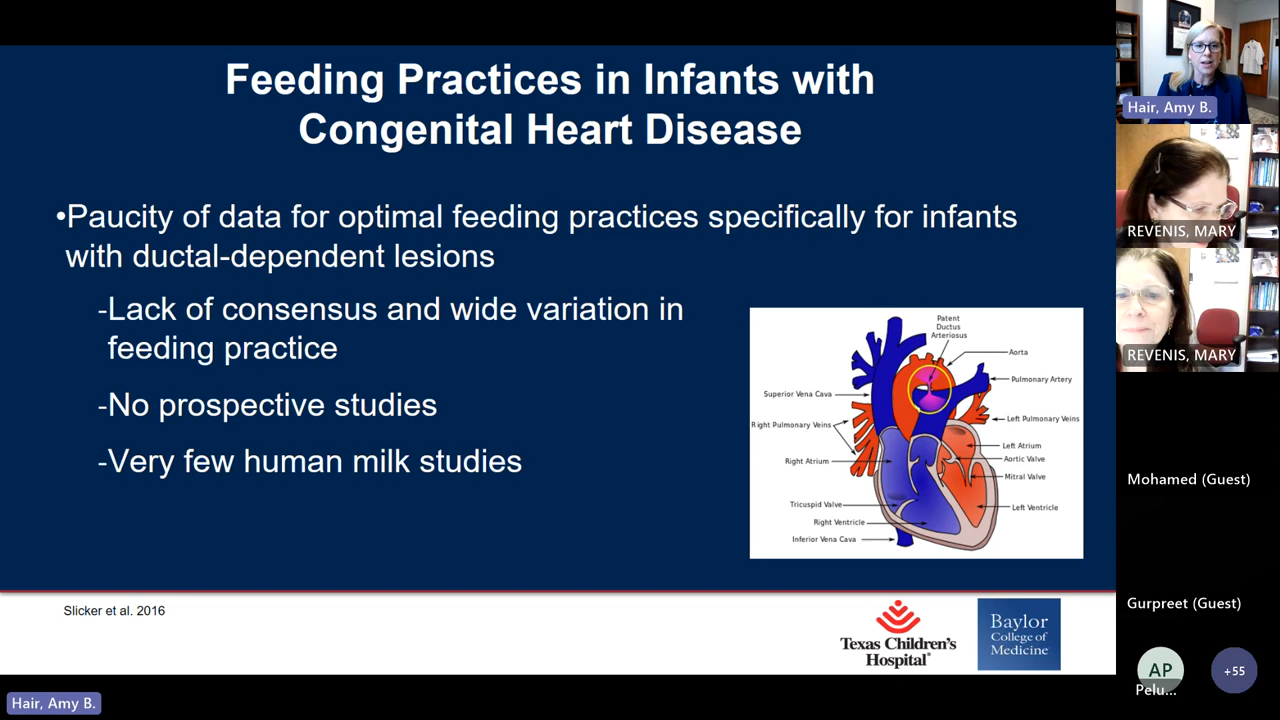 Feeding Practices in Infants with
Congenital Heart Disease
•Paucity of data for optimal feeding practices specifically for infants
with ductal-dependent lesions
-Lack of consensus and wide variation in
feeding practice
-No prospective studies
-Very few human milk studies
Patent
Ductus
Arteriosus
Aorta
Pulmonary Artery
Superior Vena Cava
Left Pulmonary Veins
Right Pulmonary Veins
Left Atrium
Aortic Valve
Right Atrium
Mitral Valve
Tricuspid Valve
Left Ventricle
Right Ventricle
Inferior Vena Cava
Slicker et al. 2016
Texas Children's
Hospital®
Baylor
College of
Medicine
Hair, Amy B.
Hair, Amy B.
REVENIS, MARY
REVENIS, MARY
Mohamed (Guest)
Gurpreet (Guest)
AP
Pelu...
+55